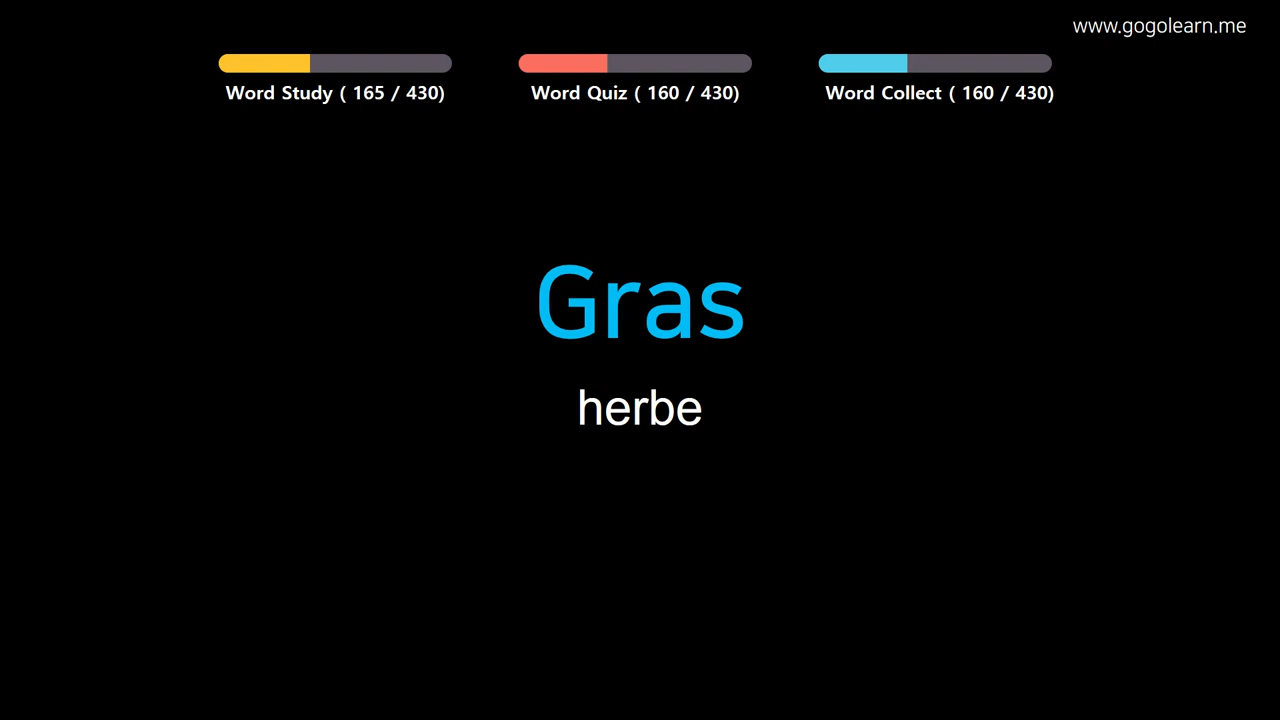 www.gogolearn.me
Word Study ( 165 / 430)
Word Quiz ( 160 / 430)
Word Collect ( 160 / 430)
Gras
herbe